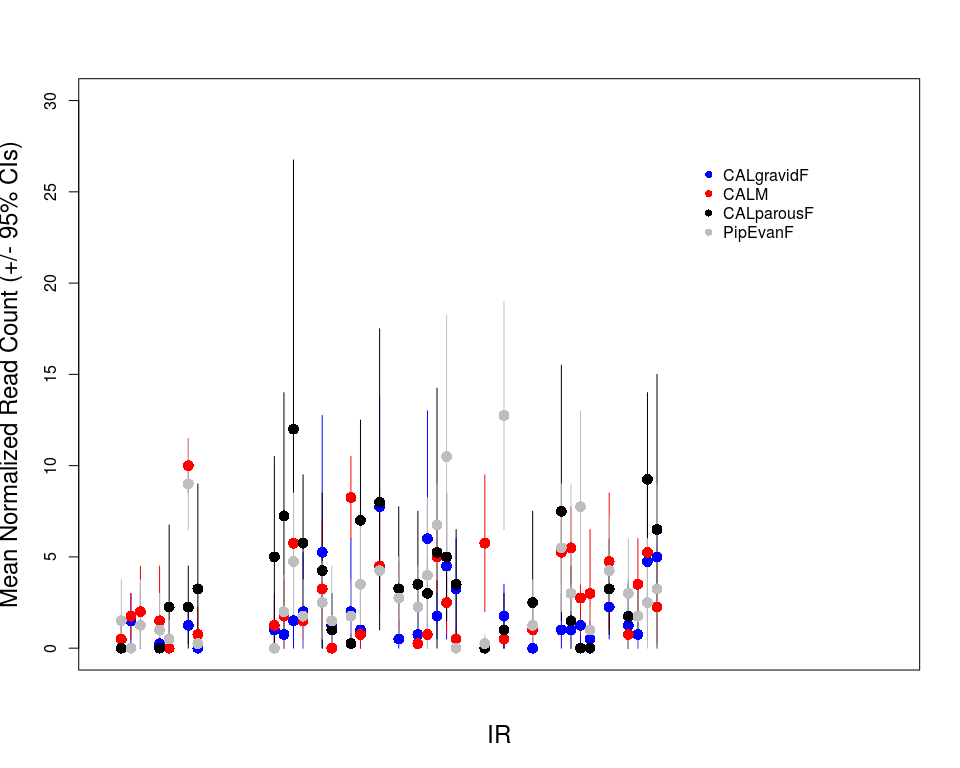 Mean Normalized Read Count (+/- 95% CIs)
30
25
20
15
10
5
0
CALgravidF
CALM
CALparousF
PipEvanF
IR